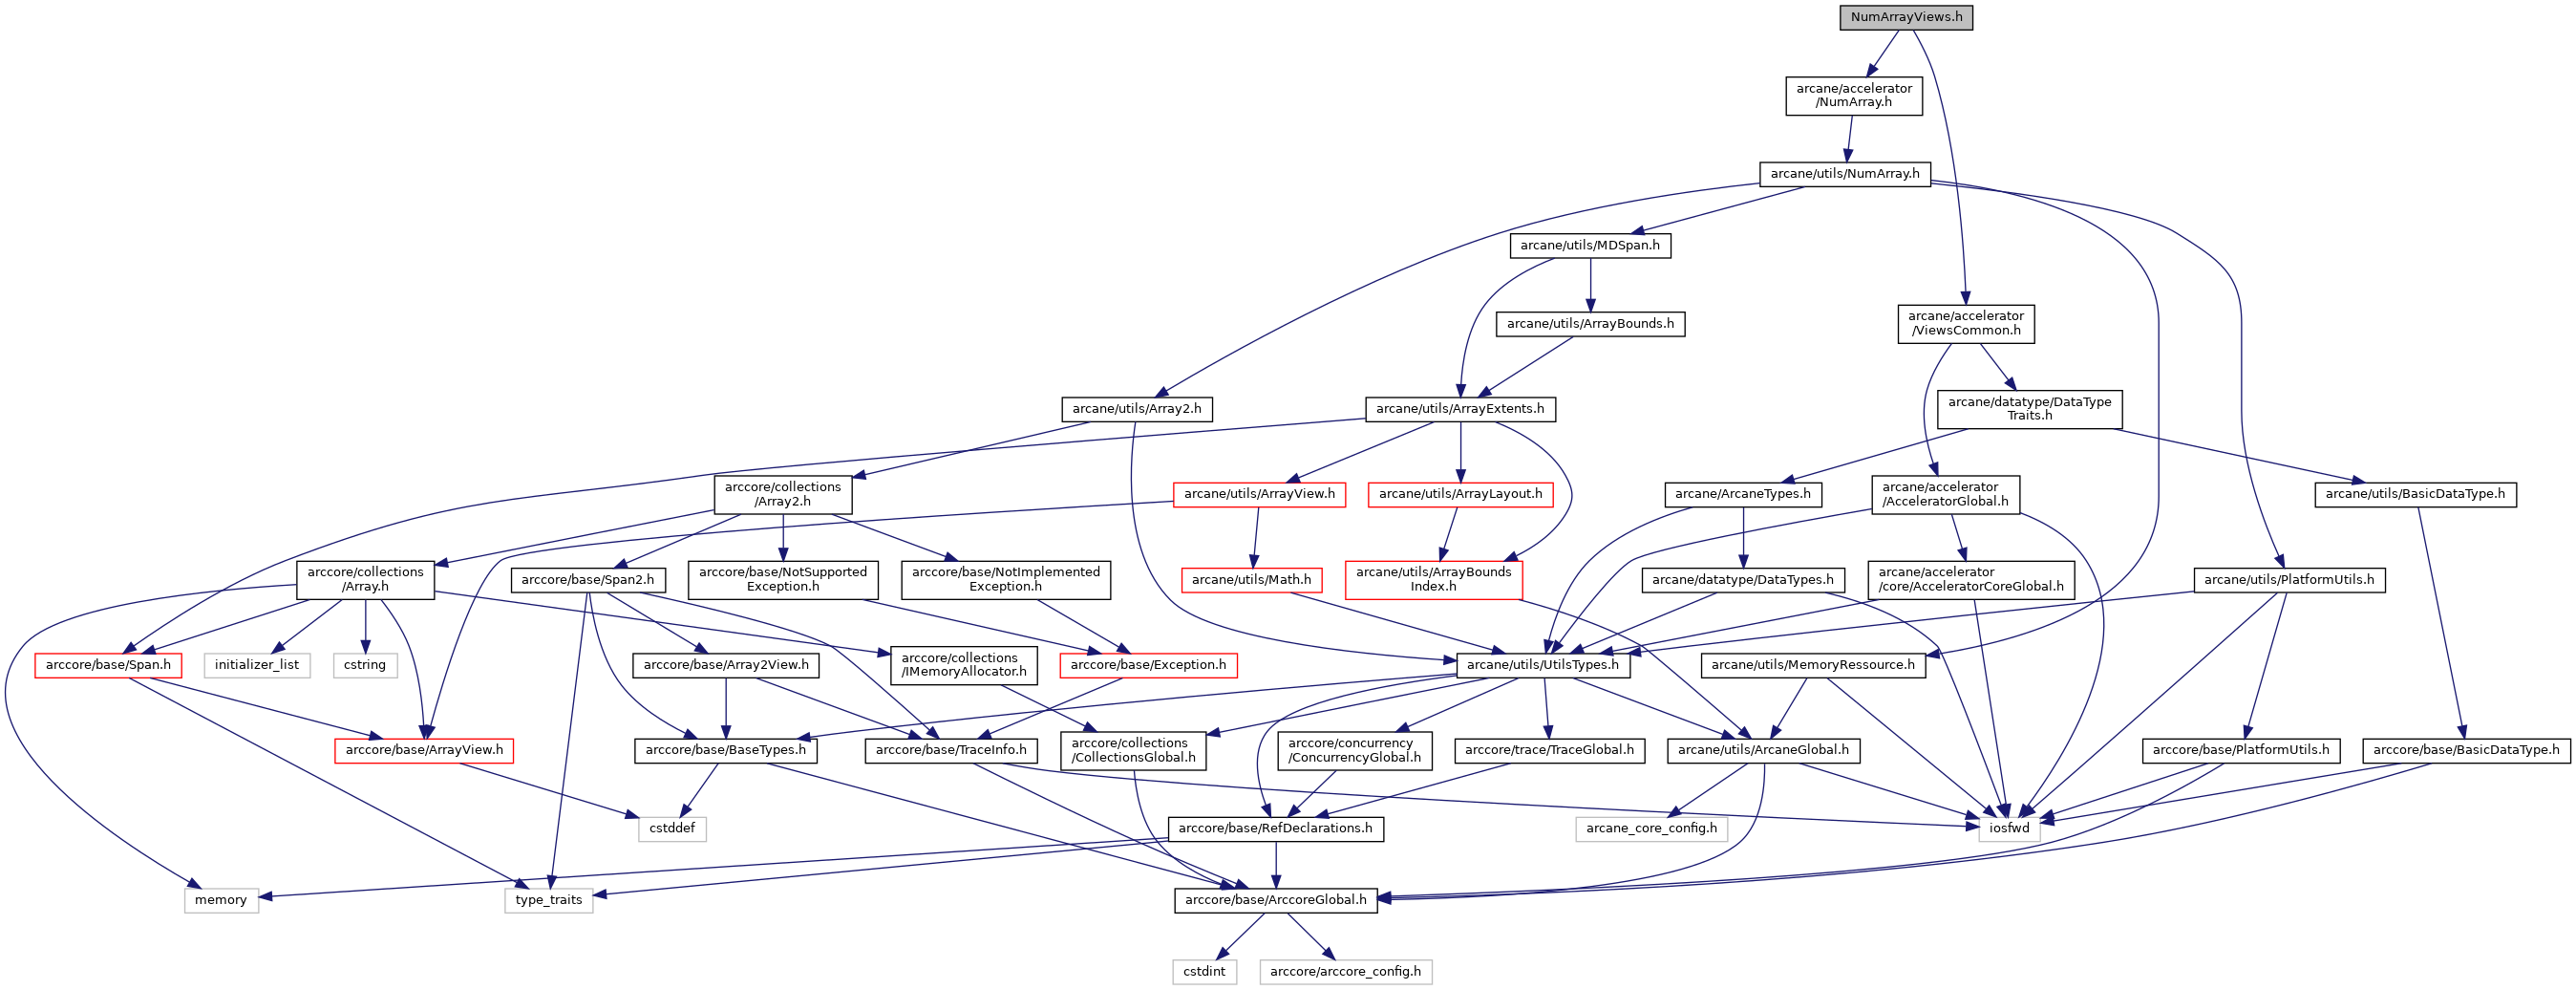 NumArrayViews.h
arcane/accelerator
/NumArray.h
arcane/utils/NumArray.h
arcane/utils/MDSpan.h
arcane/utils/ArrayBounds.h
arcane/accelerator
/ViewsCommon.h
arcane/utils/Array2.h
arcane/utils/ArrayExtents.h
arcane/datatype/DataType
Traits.h
arccore/collections
/Array2.h
arcane/utils/ArrayView.h
arcane/utils/ArrayLayout.h
arcane/ArcaneTypes.h
arcane/accelerator
/AcceleratorGlobal.h
arcane/utils/BasicDataType.h
arccore/collections
/Array.h
arccore/base/Span2.h
arccore/base/NotSupported
Exception.h
arccore/base/NotImplemented
Exception.h
arcane/utils/Math.h
arcane/utils/ArrayBounds
Index.h
arcane/datatype/DataTypes.h
arcane/accelerator
/core/AcceleratorCoreGlobal.h
arcane/utils/PlatformUtils.h
arccore/base/Span.h
initializer_list
cstring
arccore/base/Array2View.h
arccore/collections
/IMemoryAllocator.h
arccore/base/Exception.h
arcane/utils/UtilsTypes.h
arcane/utils/MemoryRessource.h
arccore/base/ArrayView.h
arccore/base/BaseTypes.h
arccore/base/TraceInfo.h
arccore/collections
/CollectionsGlobal.h
arccore/concurrency
/ConcurrencyGlobal.h
arccore/trace/TraceGlobal.h
arcane/utils/ArcaneGlobal.h
arccore/base/PlatformUtils.h
arccore/base/BasicDataType.h
cstddef
arccore/base/RefDeclarations.h
arcane_core_config.h
iosfwd
memory
type_traits
arccore/base/ArccoreGlobal.h
cstdint
arccore/arccore_config.h